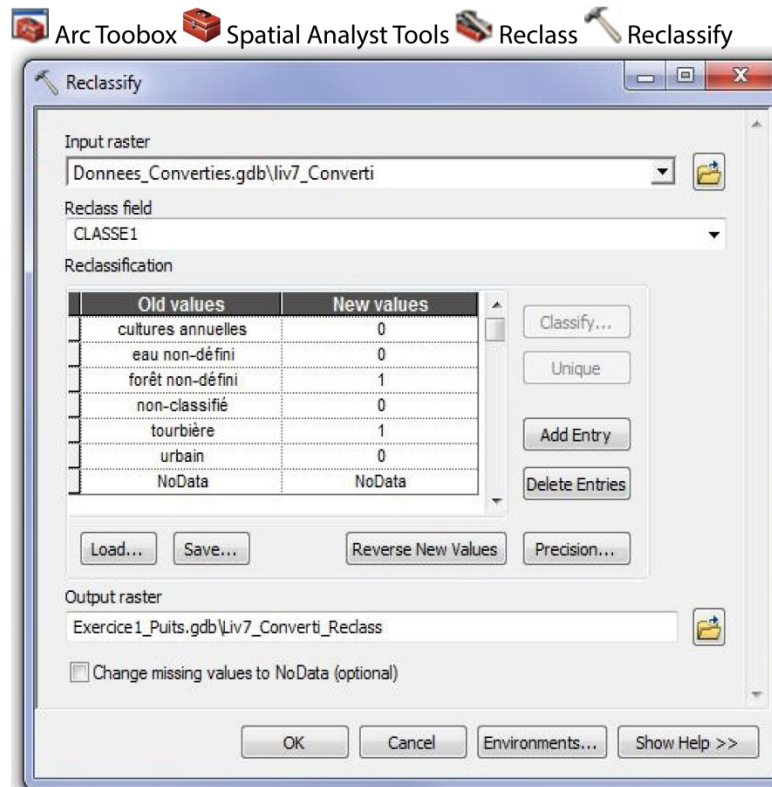 Arc Toobox Spatial Analyst Tools Reclass Reclassify
Reclassify
Input raster
Donnees_Converties.gdb\liv7_Converti
Reclass field
CLASSE1
Reclassification
Old values New values
cultures annuelles 0
eau non-défini 0
forêt non-défini 1
non-classifié 0
tourbière 1
urbain 0
NoData NoData
Classify...
Unique
Add Entry
Delete Entries
Load... Save... Reverse New Values Precision...
Output raster
Exercice1_Puits.gdb\Liv7_Converti_Reclass
Change missing values to NoData (optional)
OK Cancel Environments... Show Help >>